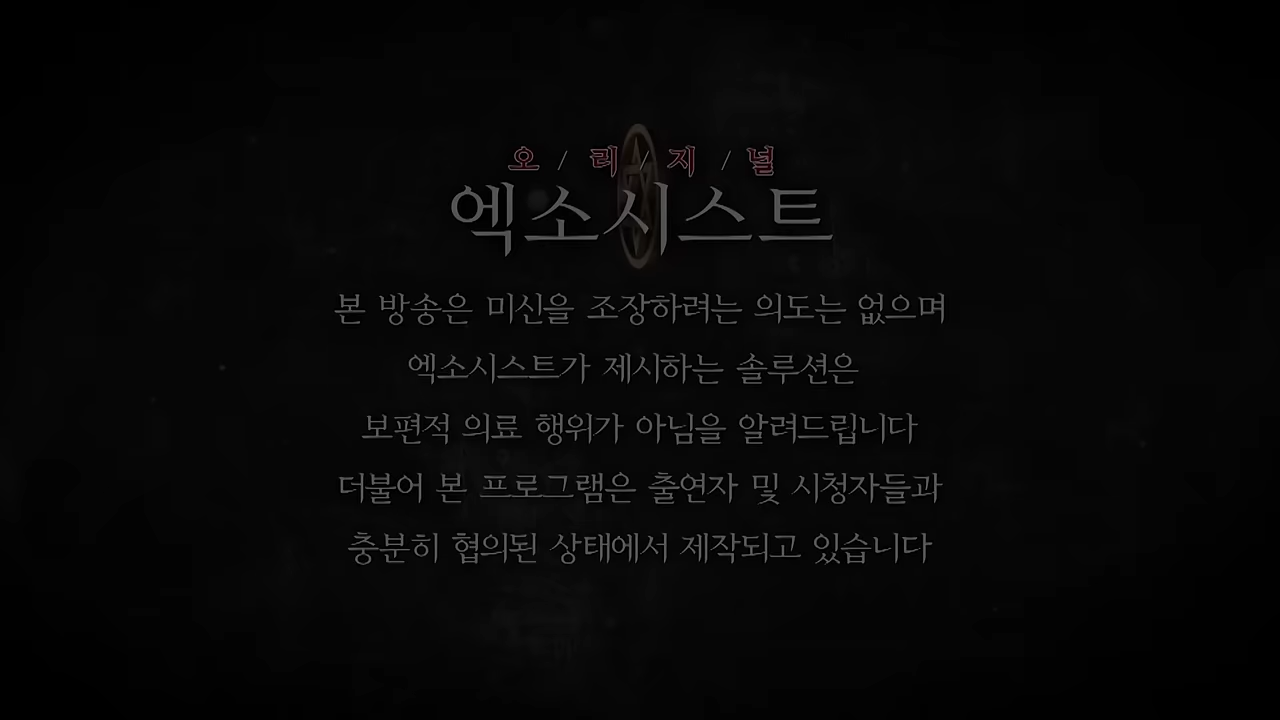 오 / 리 / 지 / 널
엑소시스트
본 방송은 미신을 조장하려는 의도는 없으며
엑소시스트가 제시하는 솔루션은
보편적 의료 행위가 아님을 알려드립니다
더불어 본 프로그램은 출연자 및 시청자들과
충분히 협의된 상태에서 제작되고 있습니다